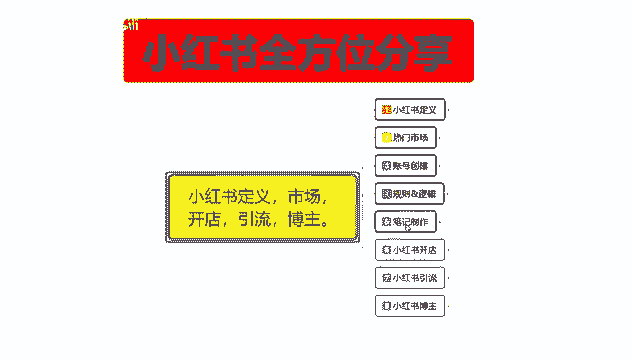 小红书全方位分享
小红书定义，市场，
开店，引流，博主。
小红书定义
热门市场
账号创建
规则&逻辑
笔记制作
小红书开店
小红书引流
小红书博主